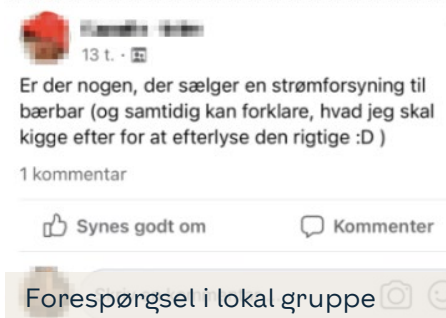 13 t.
Er der nogen, der sælger en strømforsyning til
bærbar (og samtidig kan forklare, hvad jeg skal
kigge efter for at efterlyse den rigtige :D )
1 kommentar
Synes godt om
Kommenter
Forespørgsel i lokal gruppe